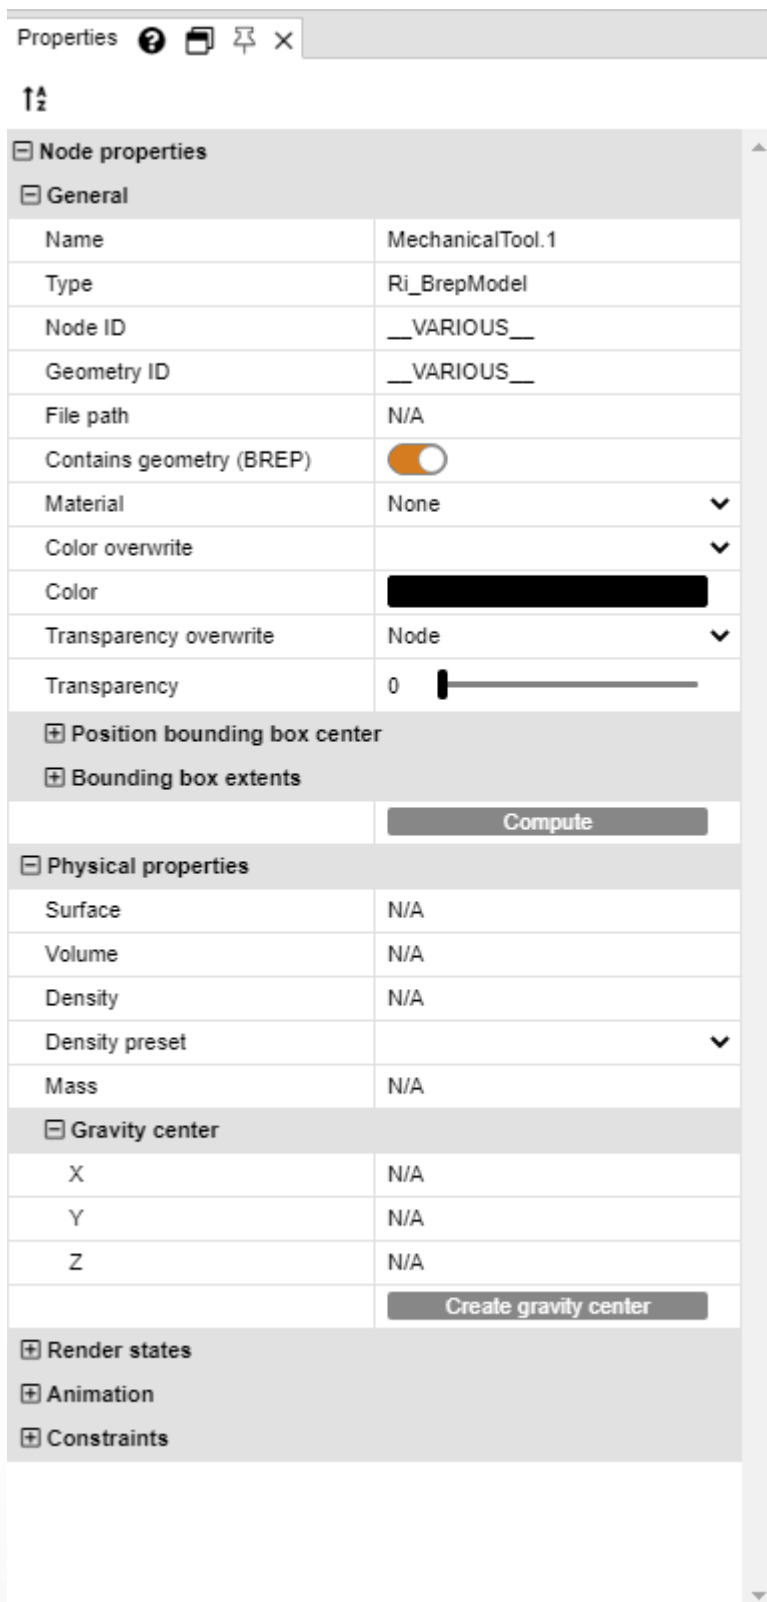 Properties
Node properties
General
Name MechanicalTool.1
Type Ri_BrepModel
Node ID __VARIOUS__
Geometry ID __VARIOUS__
File path N/A
Contains geometry (BREP)
Material None
Color overwrite
Color
Transparency overwrite Node
Transparency 0
Position bounding box center
Bounding box extents
Compute
Physical properties
Surface N/A
Volume N/A
Density N/A
Density preset
Mass N/A
Gravity center
X N/A
Y N/A
Z N/A
Create gravity center
Render states
Animation
Constraints